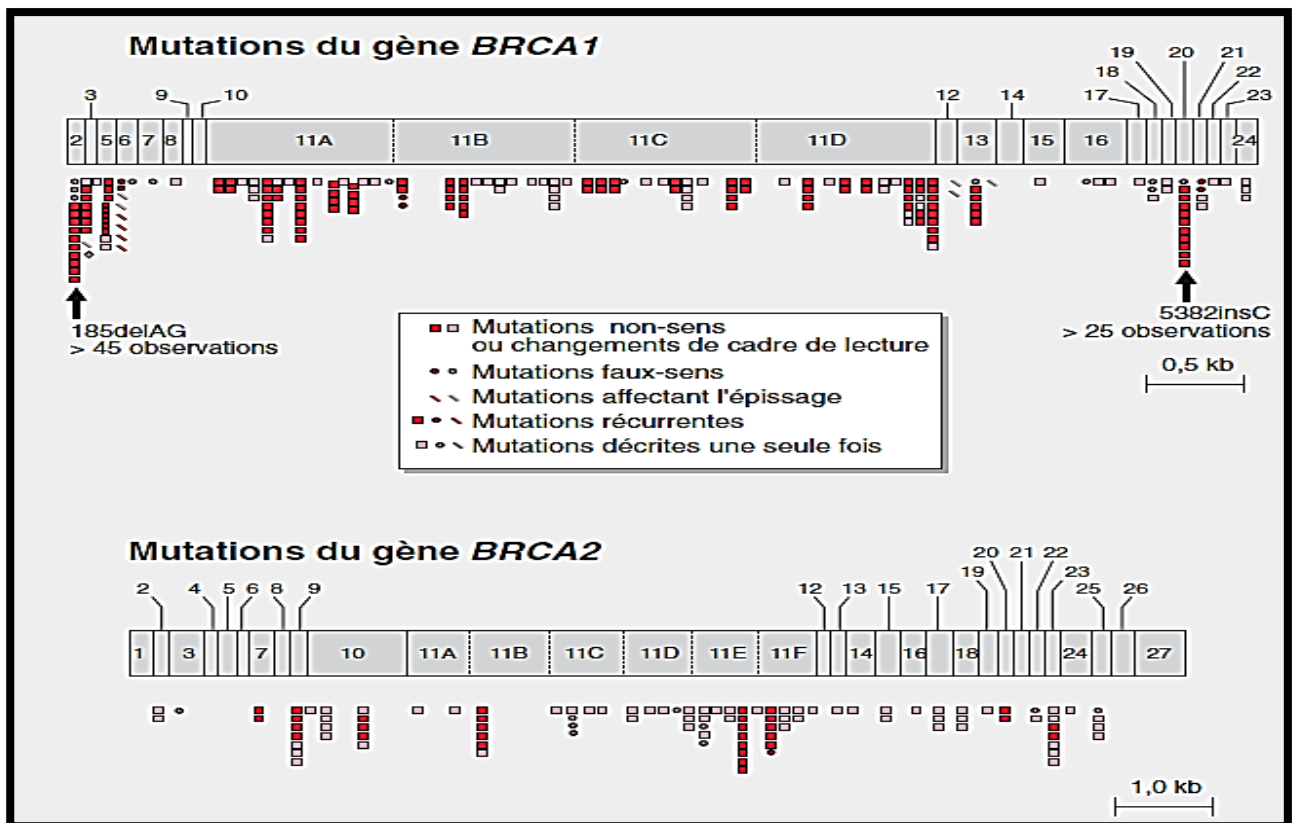 Mutations du gène BRCA1
3
9
10
12
14
17
18
19
20
21
22
23
2
5
6
7
8
11A
11B
11C
11D
13
15
16
24
185delAG
> 45 observations
5382insC
> 25 observations
0,5 kb
Mutations non-sens
ou changements de cadre de lecture
Mutations faux-sens
Mutations affectant l'épissage
Mutations récurrentes
Mutations décrites une seule fois
Mutations du gène BRCA2
2
4
5
6
8
9
12
13
15
17
19
20
21
22
23
25
26
1
3
7
10
11A
11B
11C
11D
11E
11F
14
16
18
24
27
1,0 kb